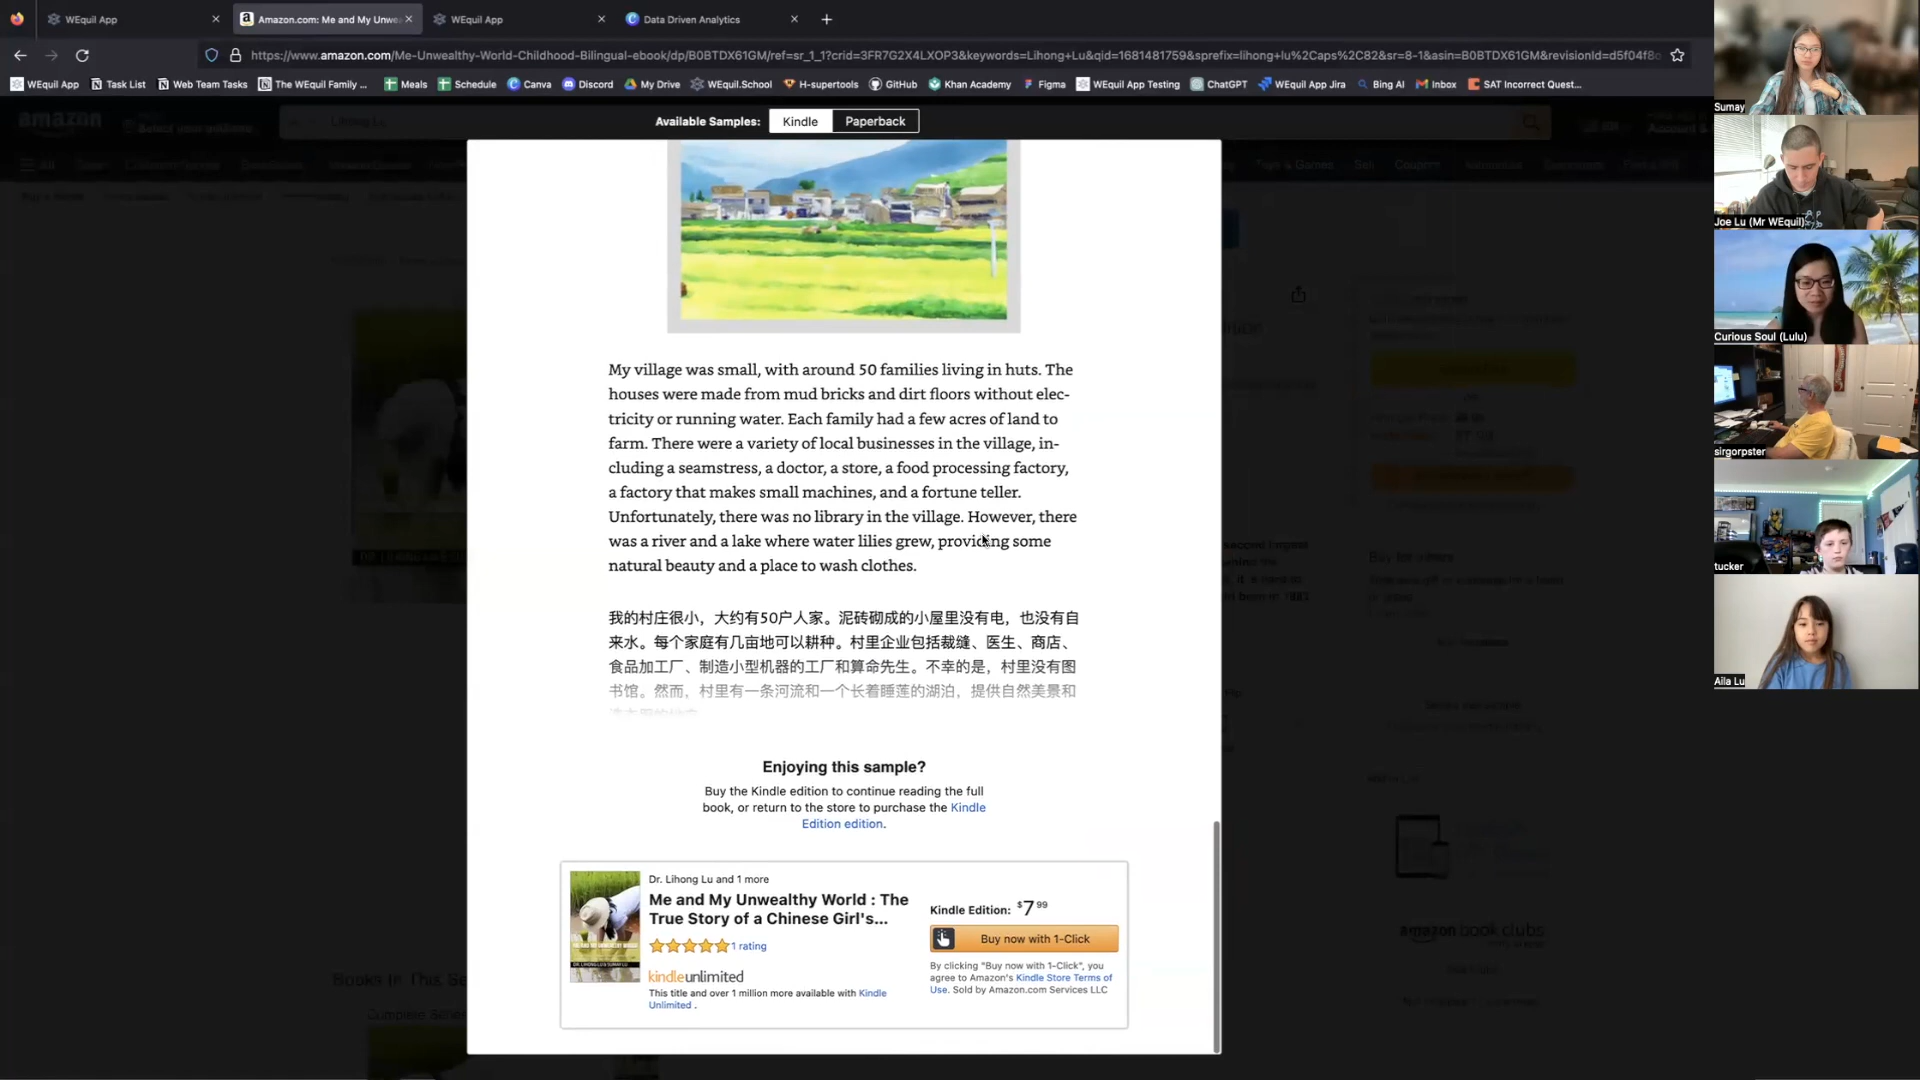 WEquil App
Amazon.com: Me and My Unwe
WEquil App
Data Driven Analytics
https://www.amazon.com/Me-Unwealthy-World-Childhood-Bilingual-ebook/dp/B0BTDX61GM/ref=sr_1_1?crid=3FR7G2X4LXOP3&keywords=Lihong+Lu&qid=1681481759&sprefix=lihong+lu%2Caps%2C82&sr=8-1&asin=B0BTDX61GM&revisionId=d5f04f8
WEquil App Task List Web Team Tasks The WEquil Family ... Meals Schedule Canva Discord My Drive WEquil.School H-supertools GitHub Khan Academy Figma WEquil App Testing ChatGPT WEquil App Jira Bing AI Inbox SAT Incorrect Quest...
amazon
Available Samples: Kindle Paperback
My village was small, with around 50 families living in huts. The
houses were made from mud bricks and dirt floors without elec-
tricity or running water. Each family had a few acres of land to
farm. There were a variety of local businesses in the village, in-
cluding a seamstress, a doctor, a store, a food processing factory,
a factory that makes small machines, and a fortune teller.
Unfortunately, there was no library in the village. However, there
was a river and a lake where water lilies grew, providing some
natural beauty and a place to wash clothes.
我的村庄很小，大约有50户人家。泥砖砌成的小屋里没有电，也没有自
来水。每个家庭有几亩地可以耕种。村里企业包括裁缝、医生、商店、
食品加工厂、制造小型机器的工厂和算命先生。不幸的是，村里没有图
书馆。然而，村里有一条河流和一个长着睡莲的湖泊，提供自然美景和
Enjoying this sample?
Buy the Kindle edition to continue reading the full
book, or return to the store to purchase the Kindle
Edition edition.
Dr. Lihong Lu and 1 more
Me and My Unwealthy World : The
True Story of a Chinese Girl's...
1 rating
kindleunlimited
This title and over 1 million more available with Kindle
Unlimited .
Kindle Edition: $7 99
Buy now with 1-Click
By clicking "Buy now with 1-Click", you
agree to Amazon's Kindle Store Terms of
Use. Sold by Amazon.com Services LLC
amazon book clubs
Sumay
Joe Lu (Mr WEquil)
Curious Soul (Lulu)
sirgorpster
tucker
Aila Lu